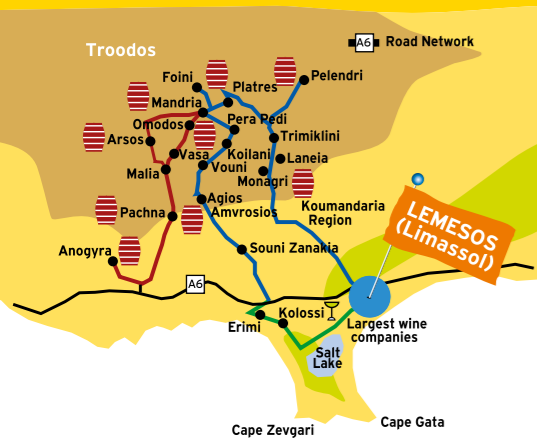 A6 Road Network
Troodos
Foini
Platres
Pelendri
Mandria
Omodos
Pera Pedi
Arsos
Trimiklini
Vasa
Koilani
Laneia
Malia
Vouni
Monagri
Pachna
Agios
Amvrosios
Koumandaria
Region
LEMESOS
(Limassol)
Anogyra
Souni Zanakia
A6
Erimi
Kolossi
Largest wine
companies
Salt
Lake
Cape Zevgari
Cape Gata